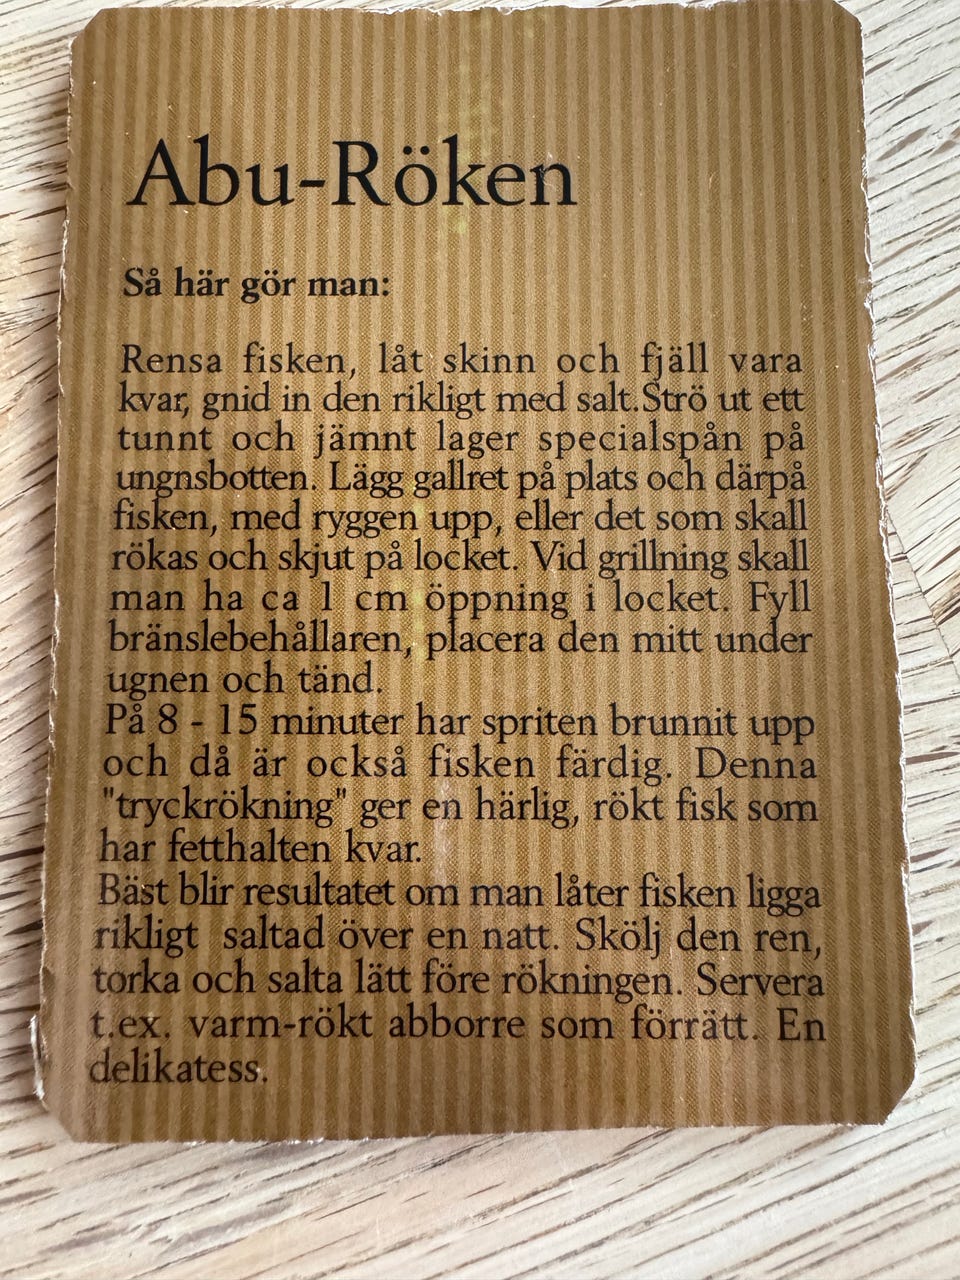 Abu-Röken
Så här gör man:
Rensa fisken, låt skinn och fjäll vara
kvar, gnid in den rikligt med salt.Strö ut ett
tunnt och jämnt lager specialspån på
ungnsbotten. Lägg gallret på plats och därpå
fisken, med ryggen upp, eller det som skall
rökas och skjut på locket. Vid grillning skall
man ha ca 1 cm öppning i locket. Fyll
bränslebehållaren, placera den mitt under
ugnen och tänd.
På 8 - 15 minuter har spriten brunnit upp
och då är också fisken färdig. Denna
"tryckrökning" ger en härlig, rökt fisk som
har fetthalten kvar.
Bäst blir resultatet om man låter fisken ligga
rikligt saltad över en natt. Skölj den ren,
torka och salta lätt före rökningen. Servera
t.ex. varm-rökt abborre som förrätt. En
delikatess.